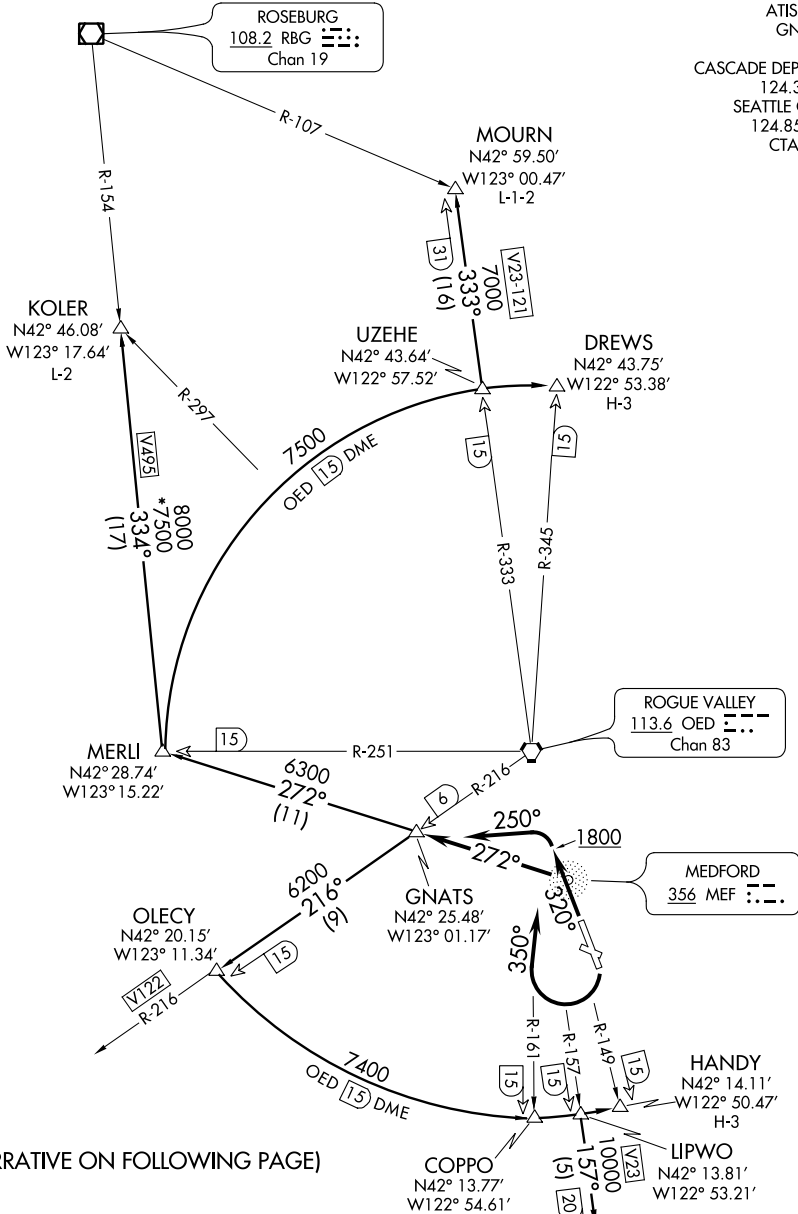 ROSEBURG
108.2 RBG
Chan 19
ATIS
GN
CASCADE DEP
124.3
SEATTLE
124.85
CTA
R-107
R-154
MOURN
N42° 59.50'
W123° 00.47'
L-1-2
31
V23-121
7000
333°
(16)
KOLER
N42° 46.08'
W123° 17.64'
L-2
UZEHE
N42° 43.64'
W122° 57.52'
DREWS
N42° 43.75'
W122° 53.38'
H-3
R-297
7500
OED 15 DME
15
15
V495
8000
*7500
334°
(17)
R-333
R-345
ROGUE VALLEY
113.6 OED
Chan 83
MERLI
N42° 28.74'
W123° 15.22'
15
R-251
6300
272°
(11)
R-216
6
250°
1800
272°
MEDFORD
356 MEF
320°
GNATS
N42° 25.48'
W123° 01.17'
6200
216°
(9)
OLECY
N42° 20.15'
W123° 11.34'
15
V122
R-216
350°
R-161
R-157
R-149
7400
OED 15 DME
15
15
15
HANDY
N42° 14.11'
W122° 50.47'
H-3
COPPO
N42° 13.77'
W122° 54.61'
LIPWO
N42° 13.81'
W122° 53.21'
V23
10000
157°
(5)
20
RRATIVE ON FOLLOWING PAGE)